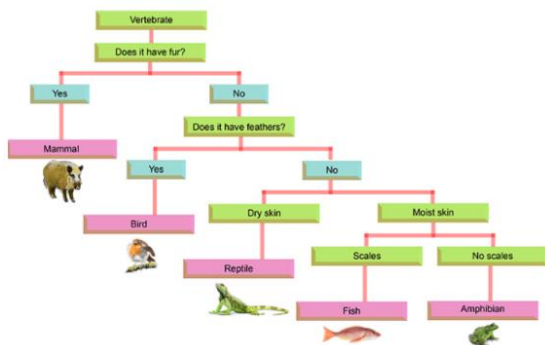 Vertebrate
Does it have fur?
Yes
No
Mammal
Does it have feathers?
Yes
No
Bird
Dry skin
Moist skin
Reptile
Scales
No scales
Fish
Amphibian